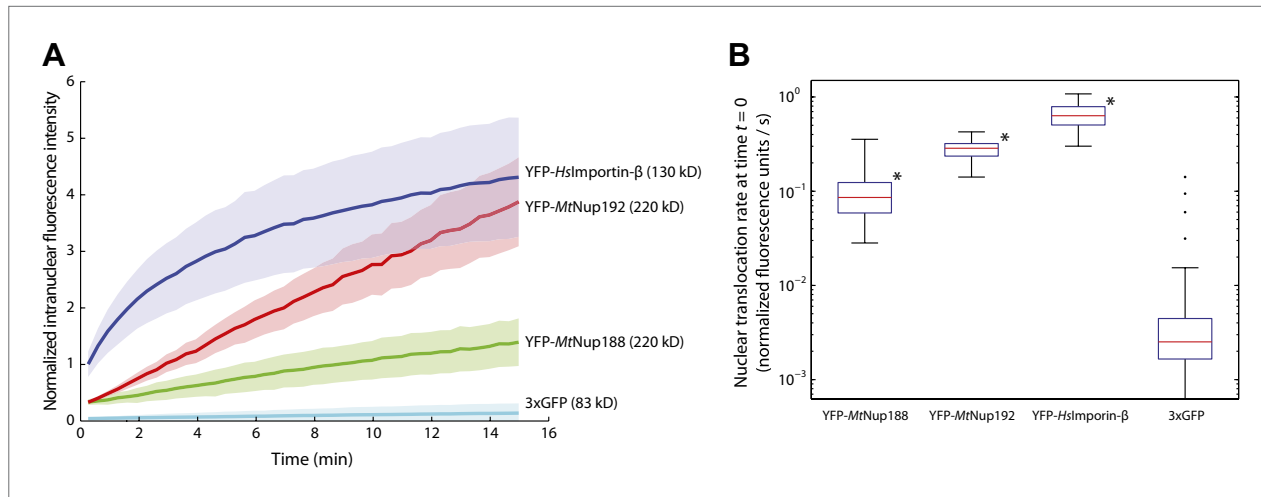 A
Normalized intranuclear fluorescence intensity
6
5
4
3
2
1
0
0 2 4 6 8 10 12 14 16
Time (min)
YFP-HsImportin-β (130 kD)
YFP-MtNup192 (220 kD)
YFP-MtNup188 (220 kD)
3xGFP (83 kD)
B
Nuclear translocation rate at time t = 0
(normalized fluorescence units / s)
10⁰
10⁻¹
10⁻²
10⁻³
*
*
*
YFP-MtNup188 YFP-MtNup192 YFP-HsImporin-β 3xGFP